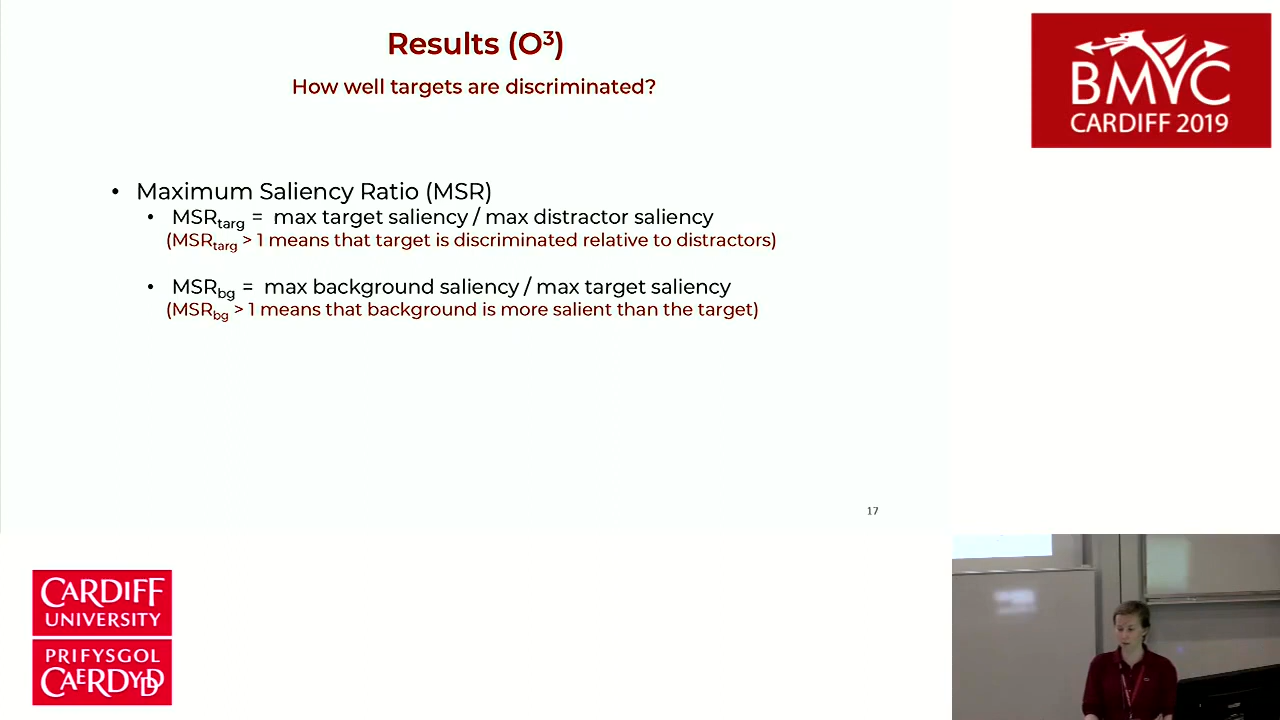 Results (O³)
How well targets are discriminated?
• Maximum Saliency Ratio (MSR)
• MSRtarg = max target saliency / max distractor saliency
(MSRtarg > 1 means that target is discriminated relative to distractors)
• MSRbg = max background saliency / max target saliency
(MSRbg > 1 means that background is more salient than the target)
17
BMVC
CARDIFF 2019
CARDIFF
UNIVERSITY
PRIFYSGOL
CAERDYDD